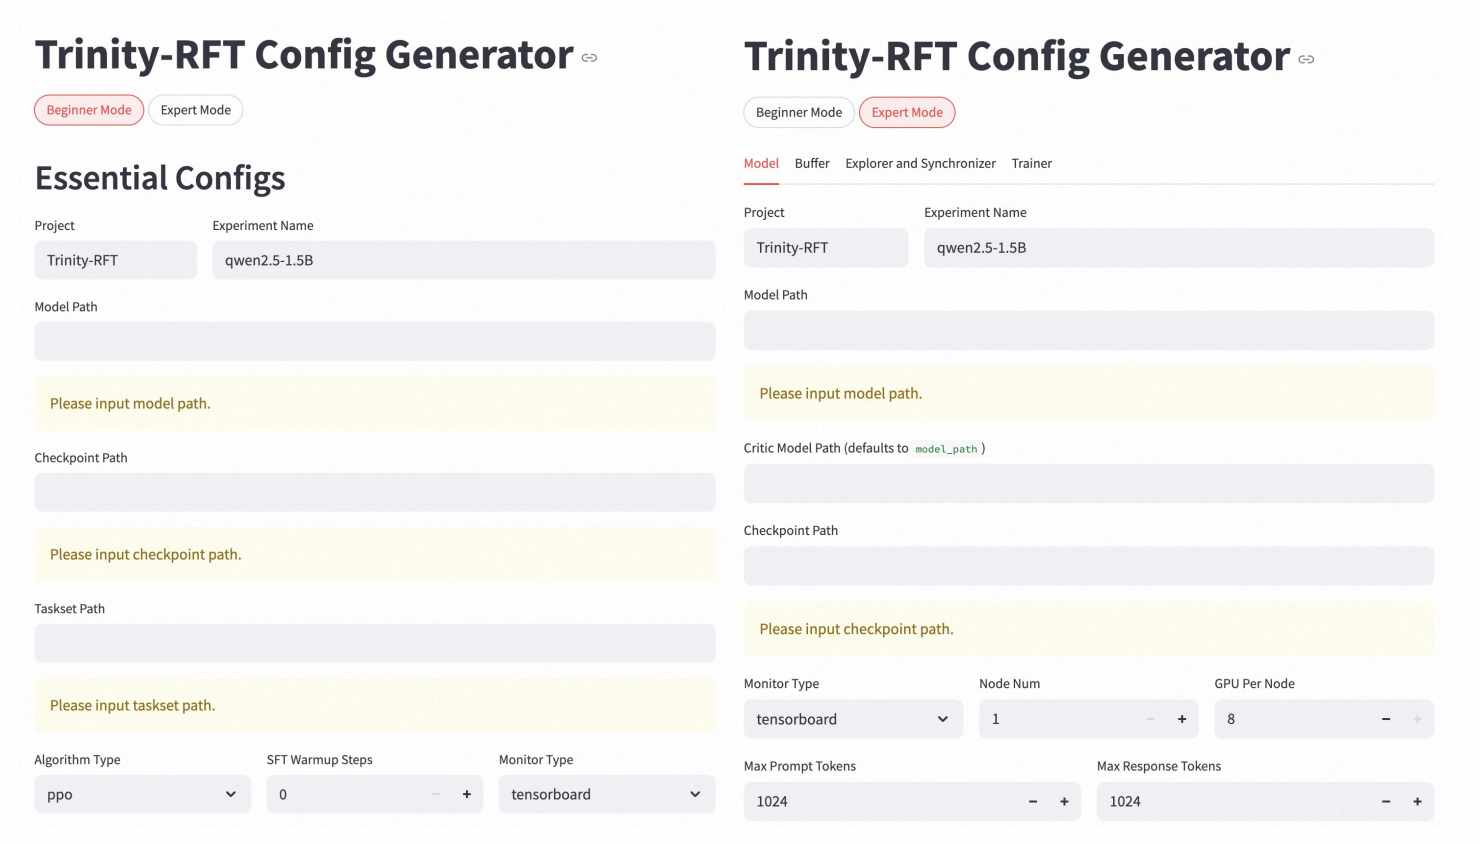 Trinity-RFT Config Generator
Beginner Mode Expert Mode
Essential Configs
Project Experiment Name
Trinity-RFT qwen2.5-1.5B
Model Path
Please input model path.
Checkpoint Path
Please input checkpoint path.
Taskset Path
Please input taskset path.
Algorithm Type SFT Warmup Steps Monitor Type
ppo 0 − + tensorboard
Trinity-RFT Config Generator
Beginner Mode Expert Mode
Model Buffer Explorer and Synchronizer Trainer
Project Experiment Name
Trinity-RFT qwen2.5-1.5B
Model Path
Please input model path.
Critic Model Path (defaults to model_path)
Checkpoint Path
Please input checkpoint path.
Monitor Type Node Num GPU Per Node
tensorboard 1 − + 8 − +
Max Prompt Tokens Max Response Tokens
1024 − + 1024 − +